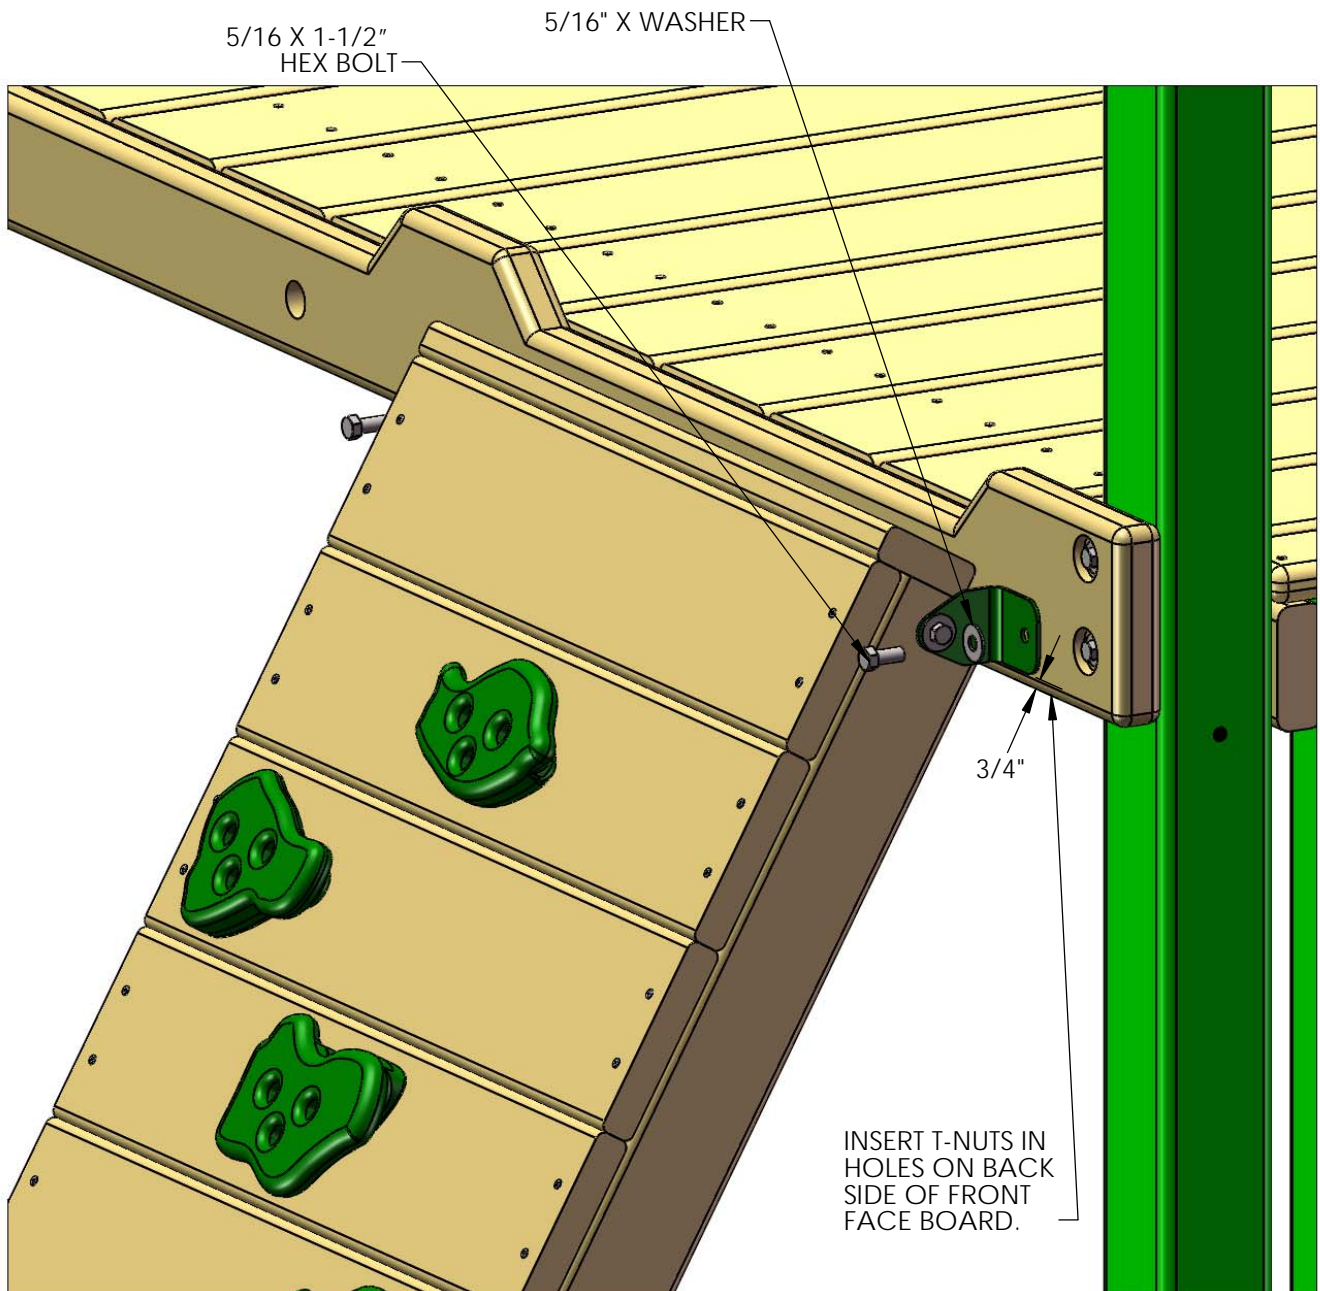 5/16" X WASHER
5/16 X 1-1/2"
HEX BOLT
3/4"
INSERT T-NUTS IN
HOLES ON BACK
SIDE OF FRONT
FACE BOARD.